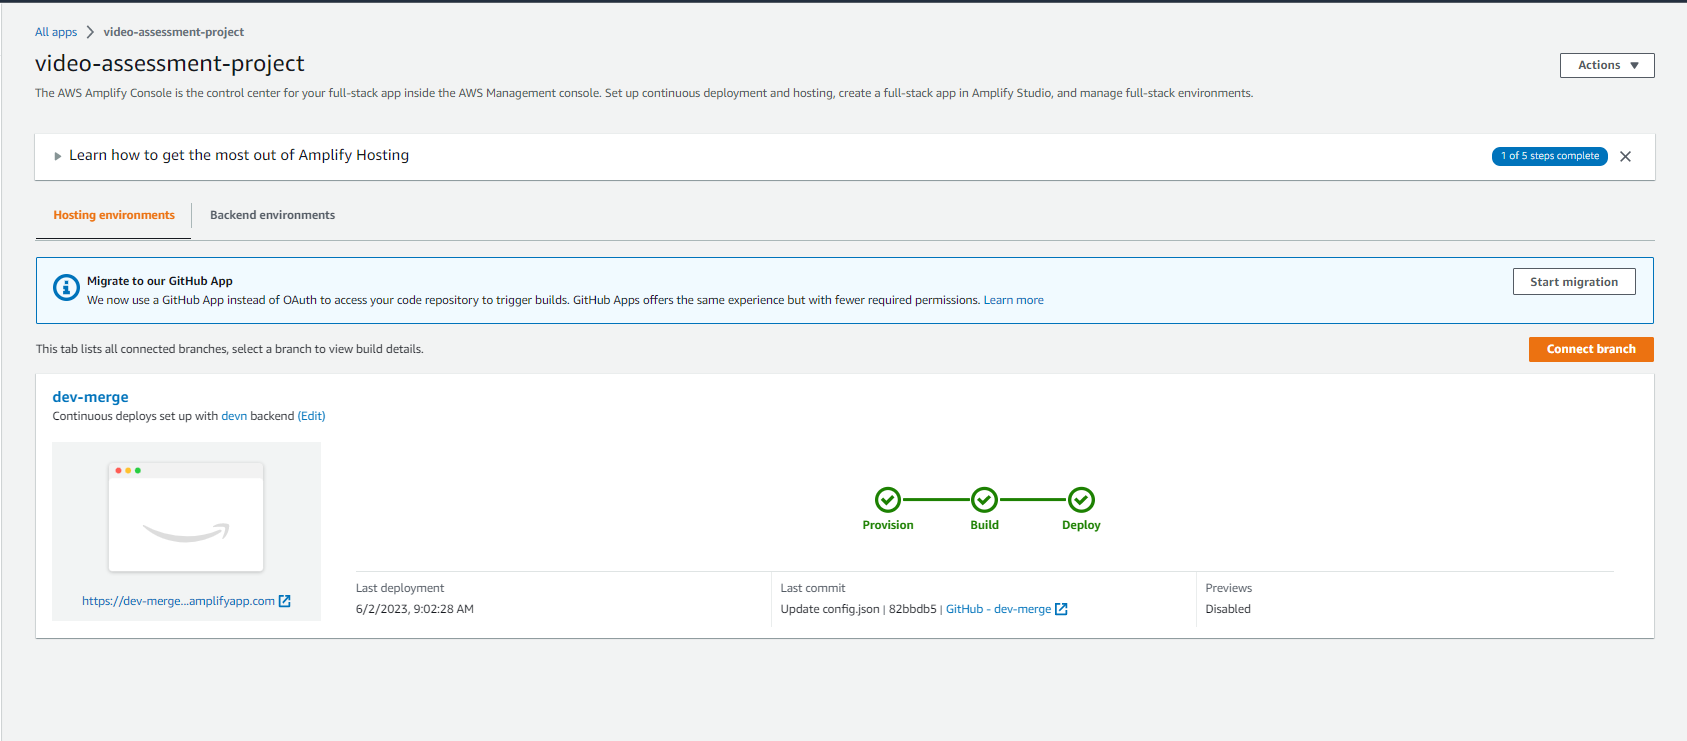 All apps > video-assessment-project
video-assessment-project
Actions
The AWS Amplify Console is the control center for your full-stack app inside the AWS Management console. Set up continuous deployment and hosting, create a full-stack app in Amplify Studio, and manage full-stack environments.
Learn how to get the most out of Amplify Hosting
1 of 5 steps complete
Hosting environments
Backend environments
Migrate to our GitHub App
We now use a GitHub App instead of OAuth to access your code repository to trigger builds. GitHub Apps offers the same experience but with fewer required permissions. Learn more
Start migration
This tab lists all connected branches, select a branch to view build details.
Connect branch
dev-merge
Continuous deploys set up with devn backend (Edit)
Provision
Build
Deploy
https://dev-merge...amplifyapp.com
Last deployment
6/2/2023, 9:02:28 AM
Last commit
Update config.json | 82bbdb5 | GitHub - dev-merge
Previews
Disabled